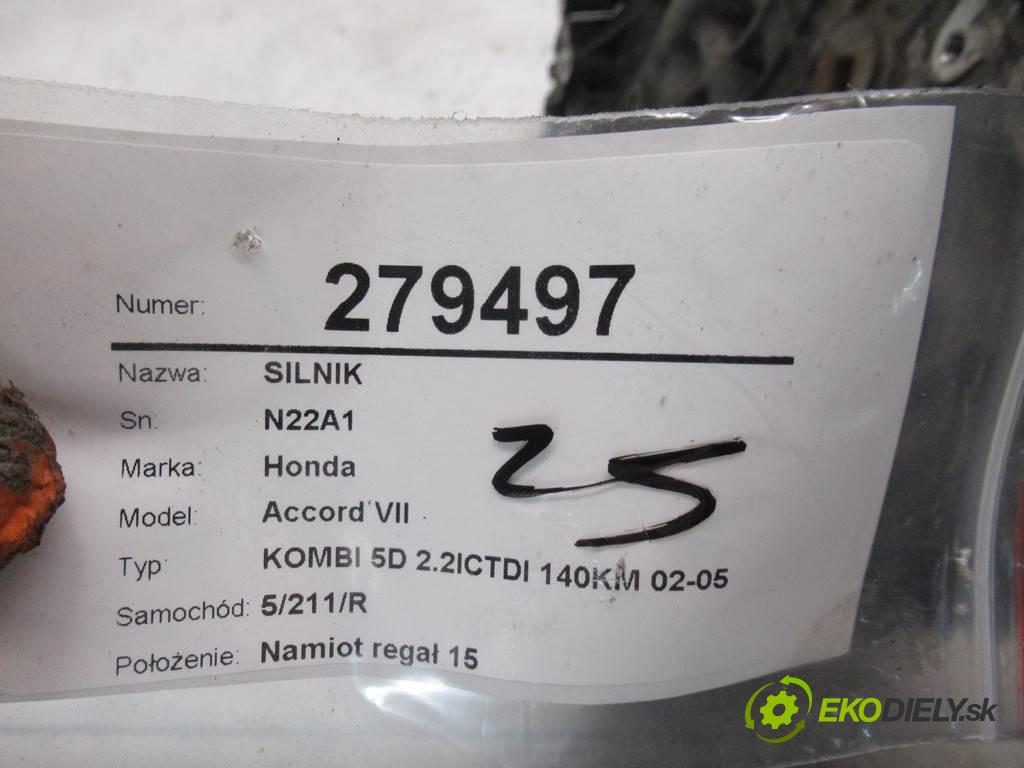 Numer: 279497
Nazwa: SILNIK
Sn: N22A1
Marka: Honda
25
Model: Accord VII
Typ KOMBI 5D 2.2ICTDI 140KM 02-05
Samochód: 5/211/R
Położenie: Namiot regał 15
EKODIELY.sk